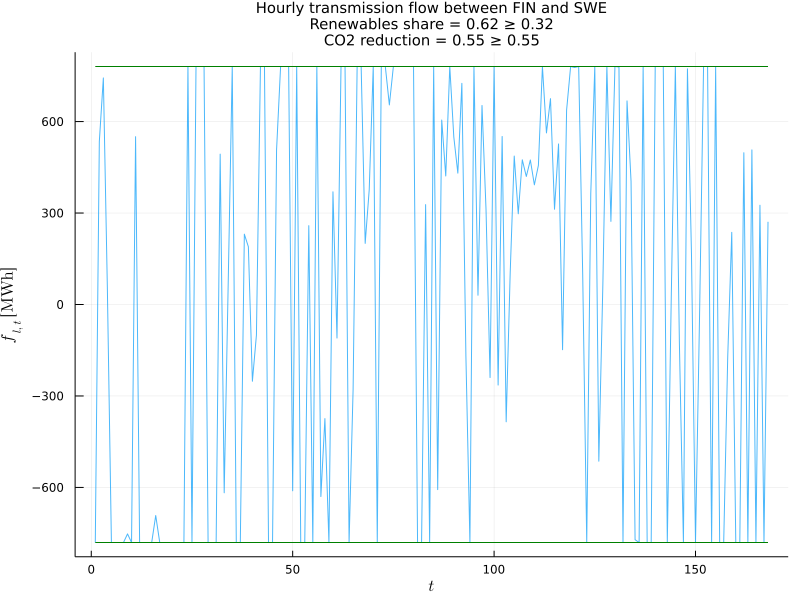 Hourly transmission flow between FIN and SWE
Renewables share = 0.62 ≥ 0.32
CO2 reduction = 0.55 ≥ 0.55
600
300
0
−300
−600
f l,t [MWh]
0 50 100 150
t